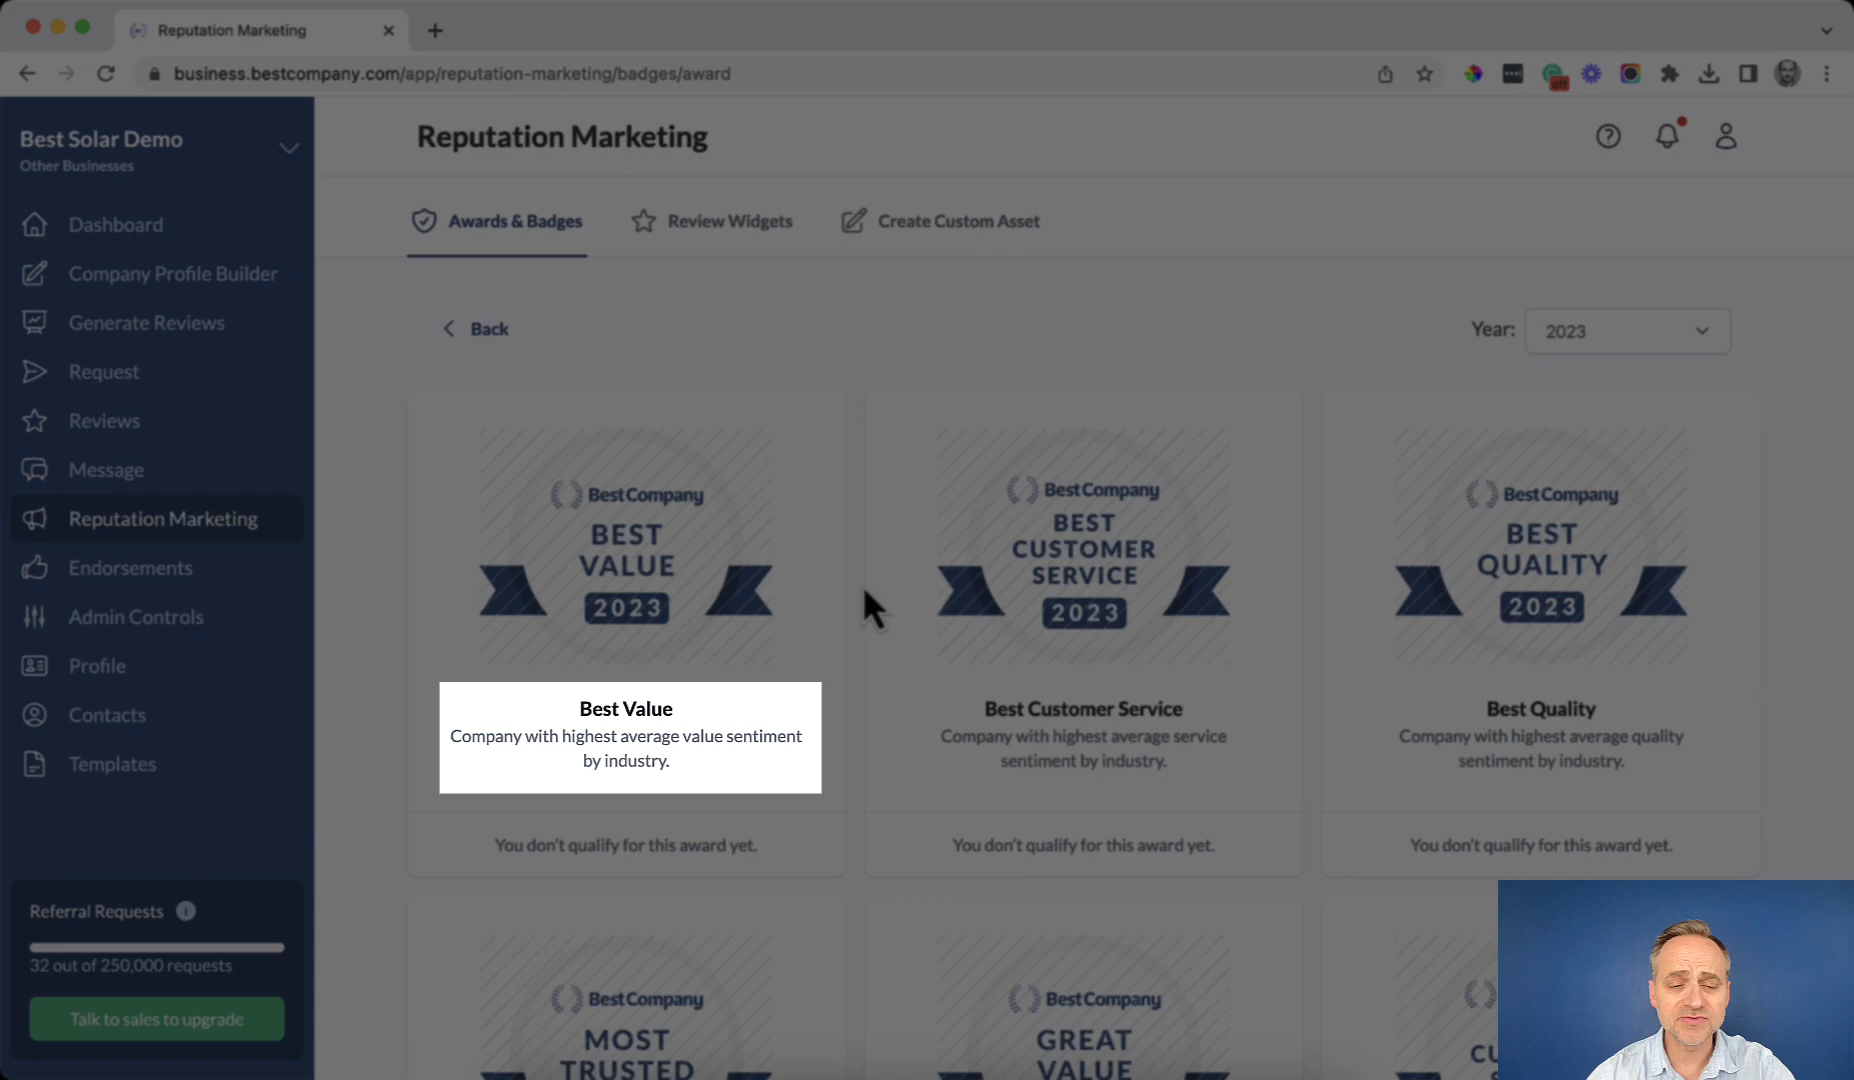 Reputation Marketing
business.bestcompany.com/app/reputation-marketing/badges/award
off
Best Solar Demo
Other Businesses
Dashboard
Company Profile Builder
Generate Reviews
Request
Reviews
Message
Reputation Marketing
Endorsements
Admin Controls
Profile
Contacts
Templates
Referral Requests
32 out of 250,000 requests
Talk to sales to upgrade
Reputation Marketing
Awards & Badges
Review Widgets
Create Custom Asset
Back
Year:
2023
BestCompany
BEST
VALUE
2023
Best Value
Company with highest average value sentiment
by industry.
You don't qualify for this award yet.
BestCompany
BEST
CUSTOMER
SERVICE
2023
Best Customer Service
Company with highest average service
sentiment by industry.
You don't qualify for this award yet.
BestCompany
BEST
QUALITY
2023
Best Quality
Company with highest average quality
sentiment by industry.
You don't qualify for this award yet.
BestCompany
MOST
TRUSTED
BestCompany
GREAT
VALUE